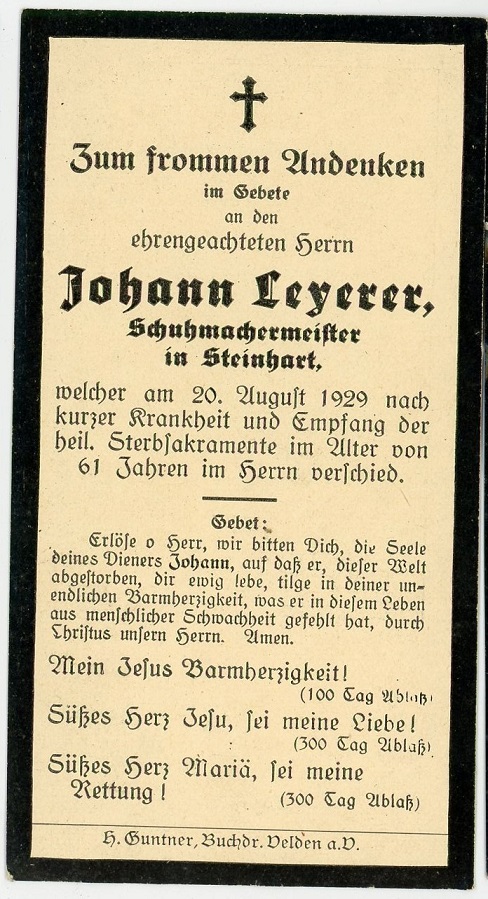 Zum frommen Andenken
im Gebete
an den
ehrengeachteten Herrn
Johann Leyerer,
Schuhmachermeister
in Steinhart,
welcher am 20. August 1929 nach
kurzer Krankheit und Empfang der
heil. Sterbsakramente im Alter von
61 Jahren im Herrn verschied.
Gebet:
Erlöse o Herr, wir bitten Dich, die Seele
deines Dieners Johann, auf daß er, dieser Welt
abgestorben, dir ewig lebe, tilge in deiner un-
endlichen Barmherzigkeit, was er in diesem Leben
aus menschlicher Schwachheit gefehlt hat, durch
Christus unsern Herrn. Amen.
Mein Jesus Barmherzigkeit!
(100 Tag Ablaß)
Süßes Herz Jesu, sei meine Liebe!
(300 Tag Ablaß)
Süßes Herz Mariä, sei meine
Rettung! (300 Tag Ablaß)
H. Guntner, Buchdr. Velden a.V.